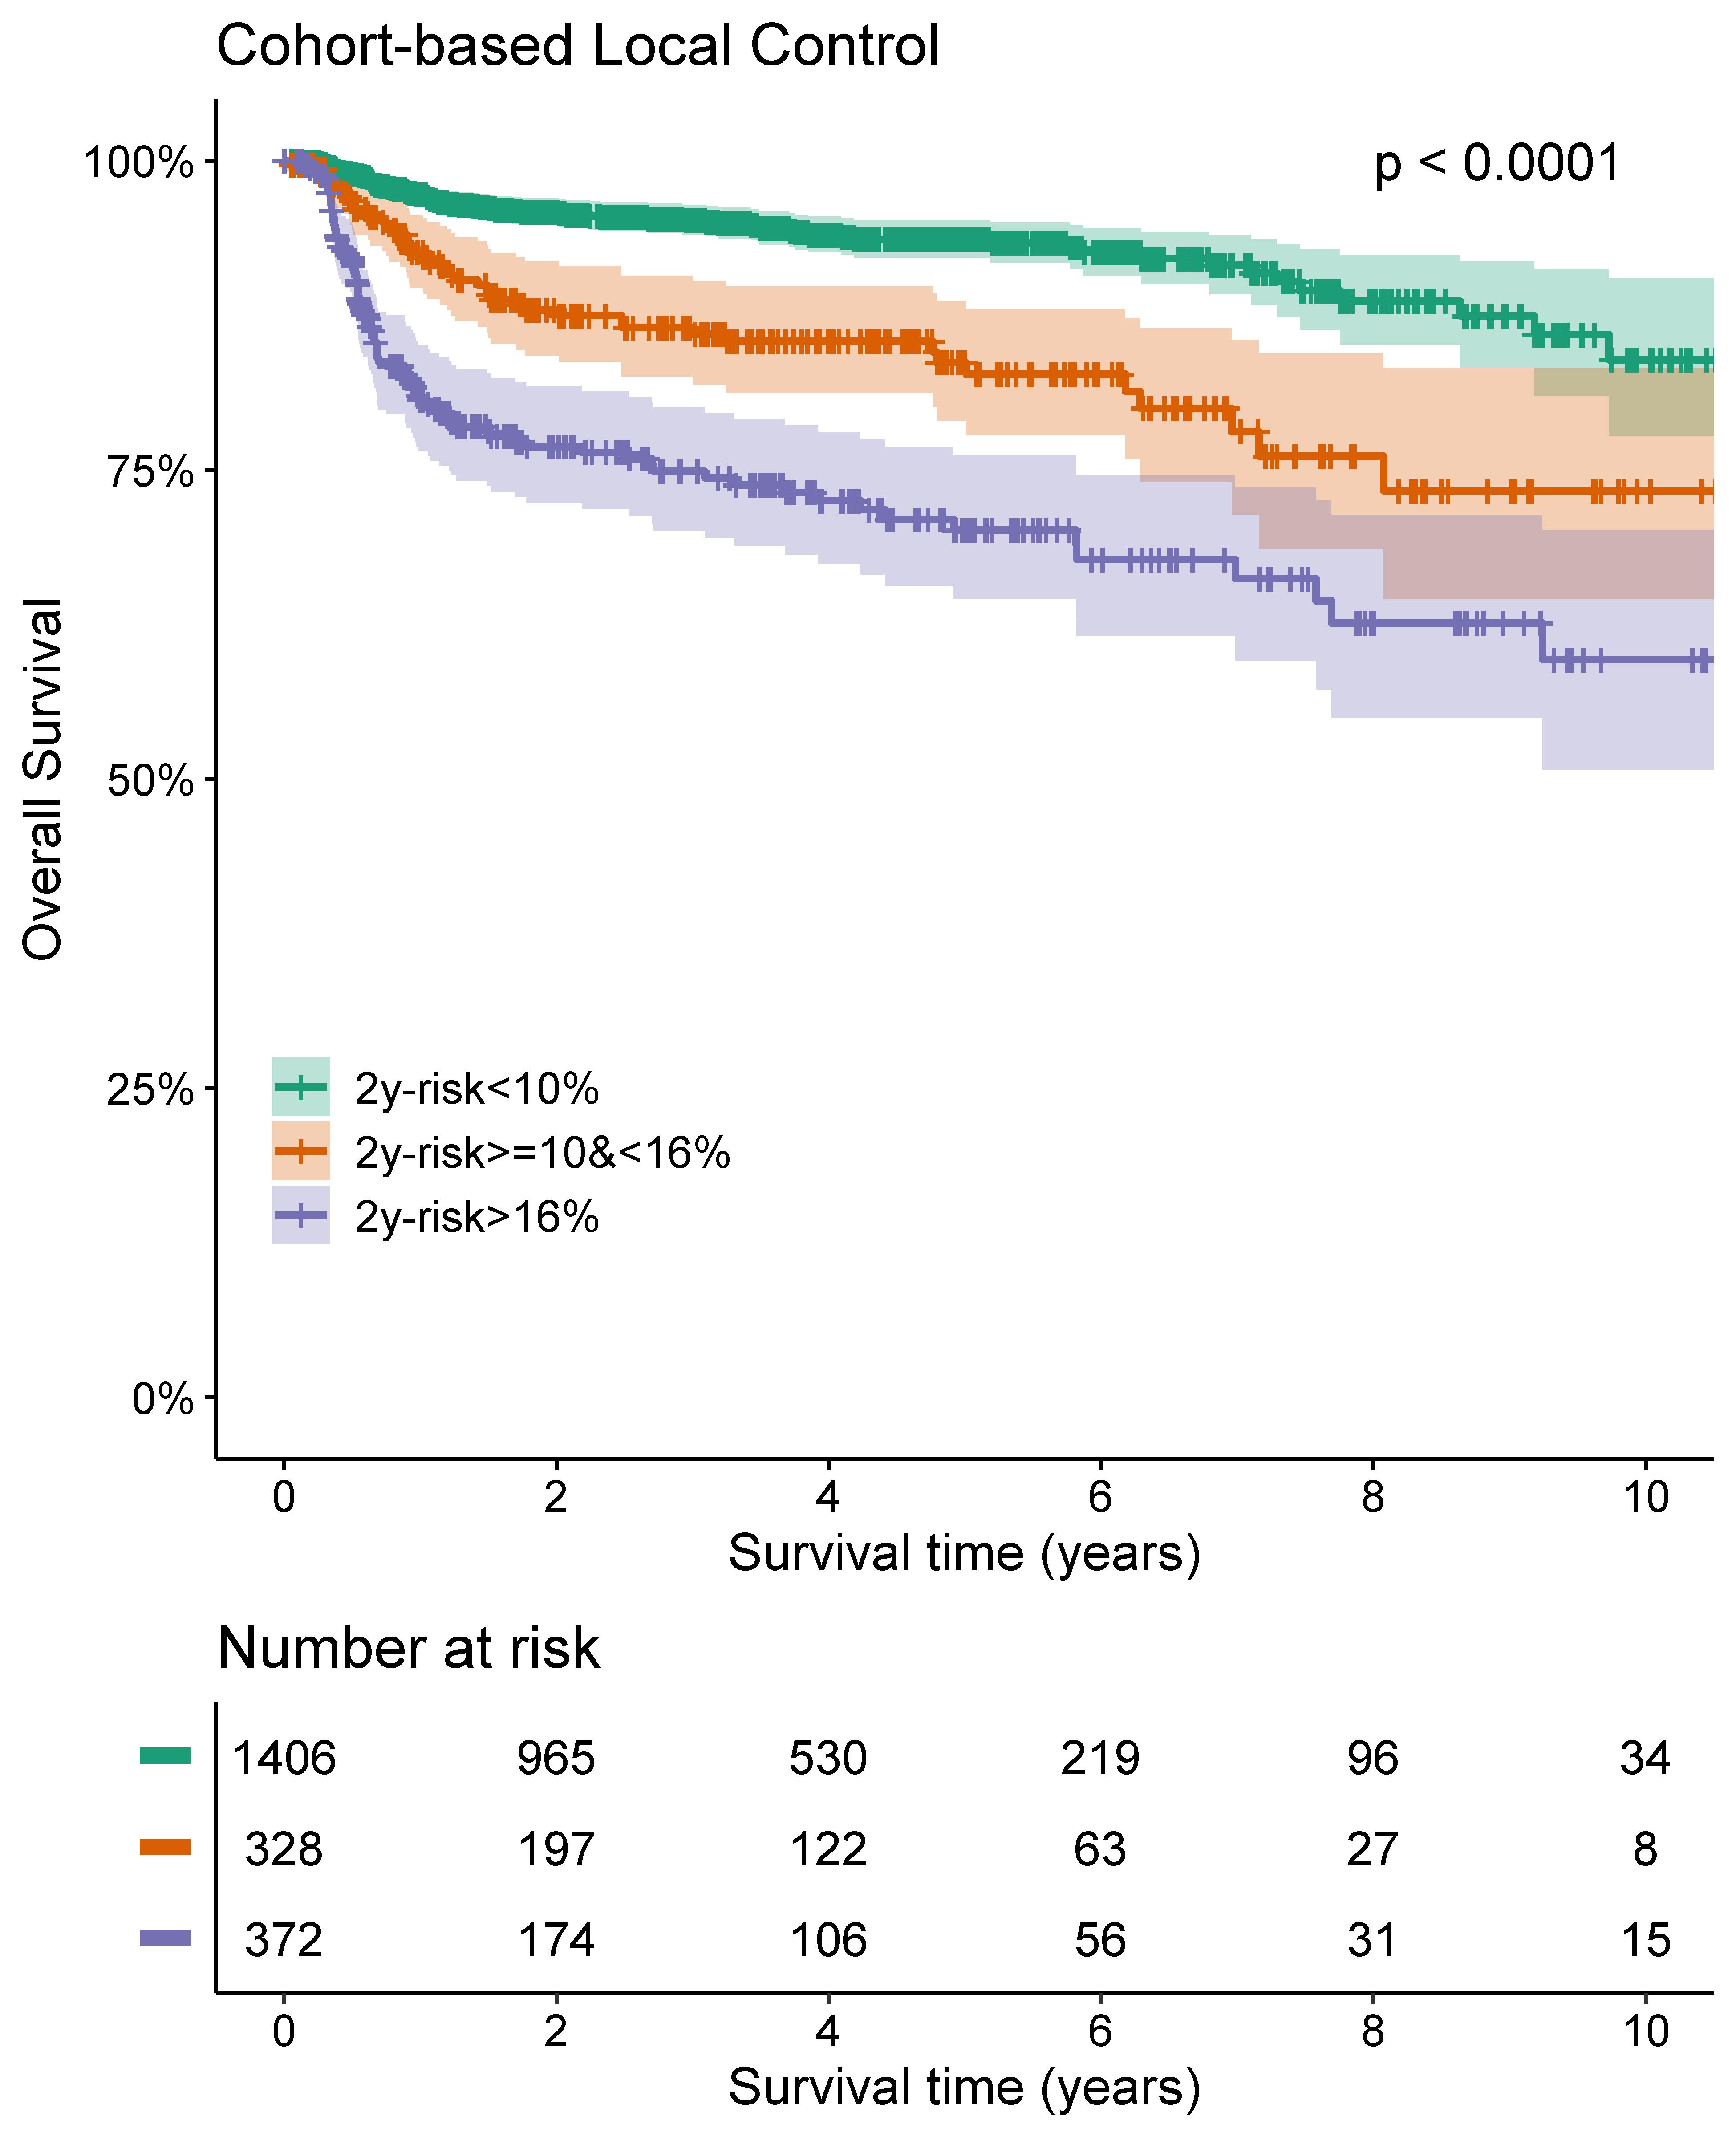 Cohort-based Local Control
p < 0.0001
Overall Survival
100%
75%
50%
25%
0%
2y-risk<10%
2y-risk>=10&<16%
2y-risk>16%
0 2 4 6 8 10
Survival time (years)
Number at risk
1406 965 530 219 96 34
328 197 122 63 27 8
372 174 106 56 31 15
0 2 4 6 8 10
Survival time (years)